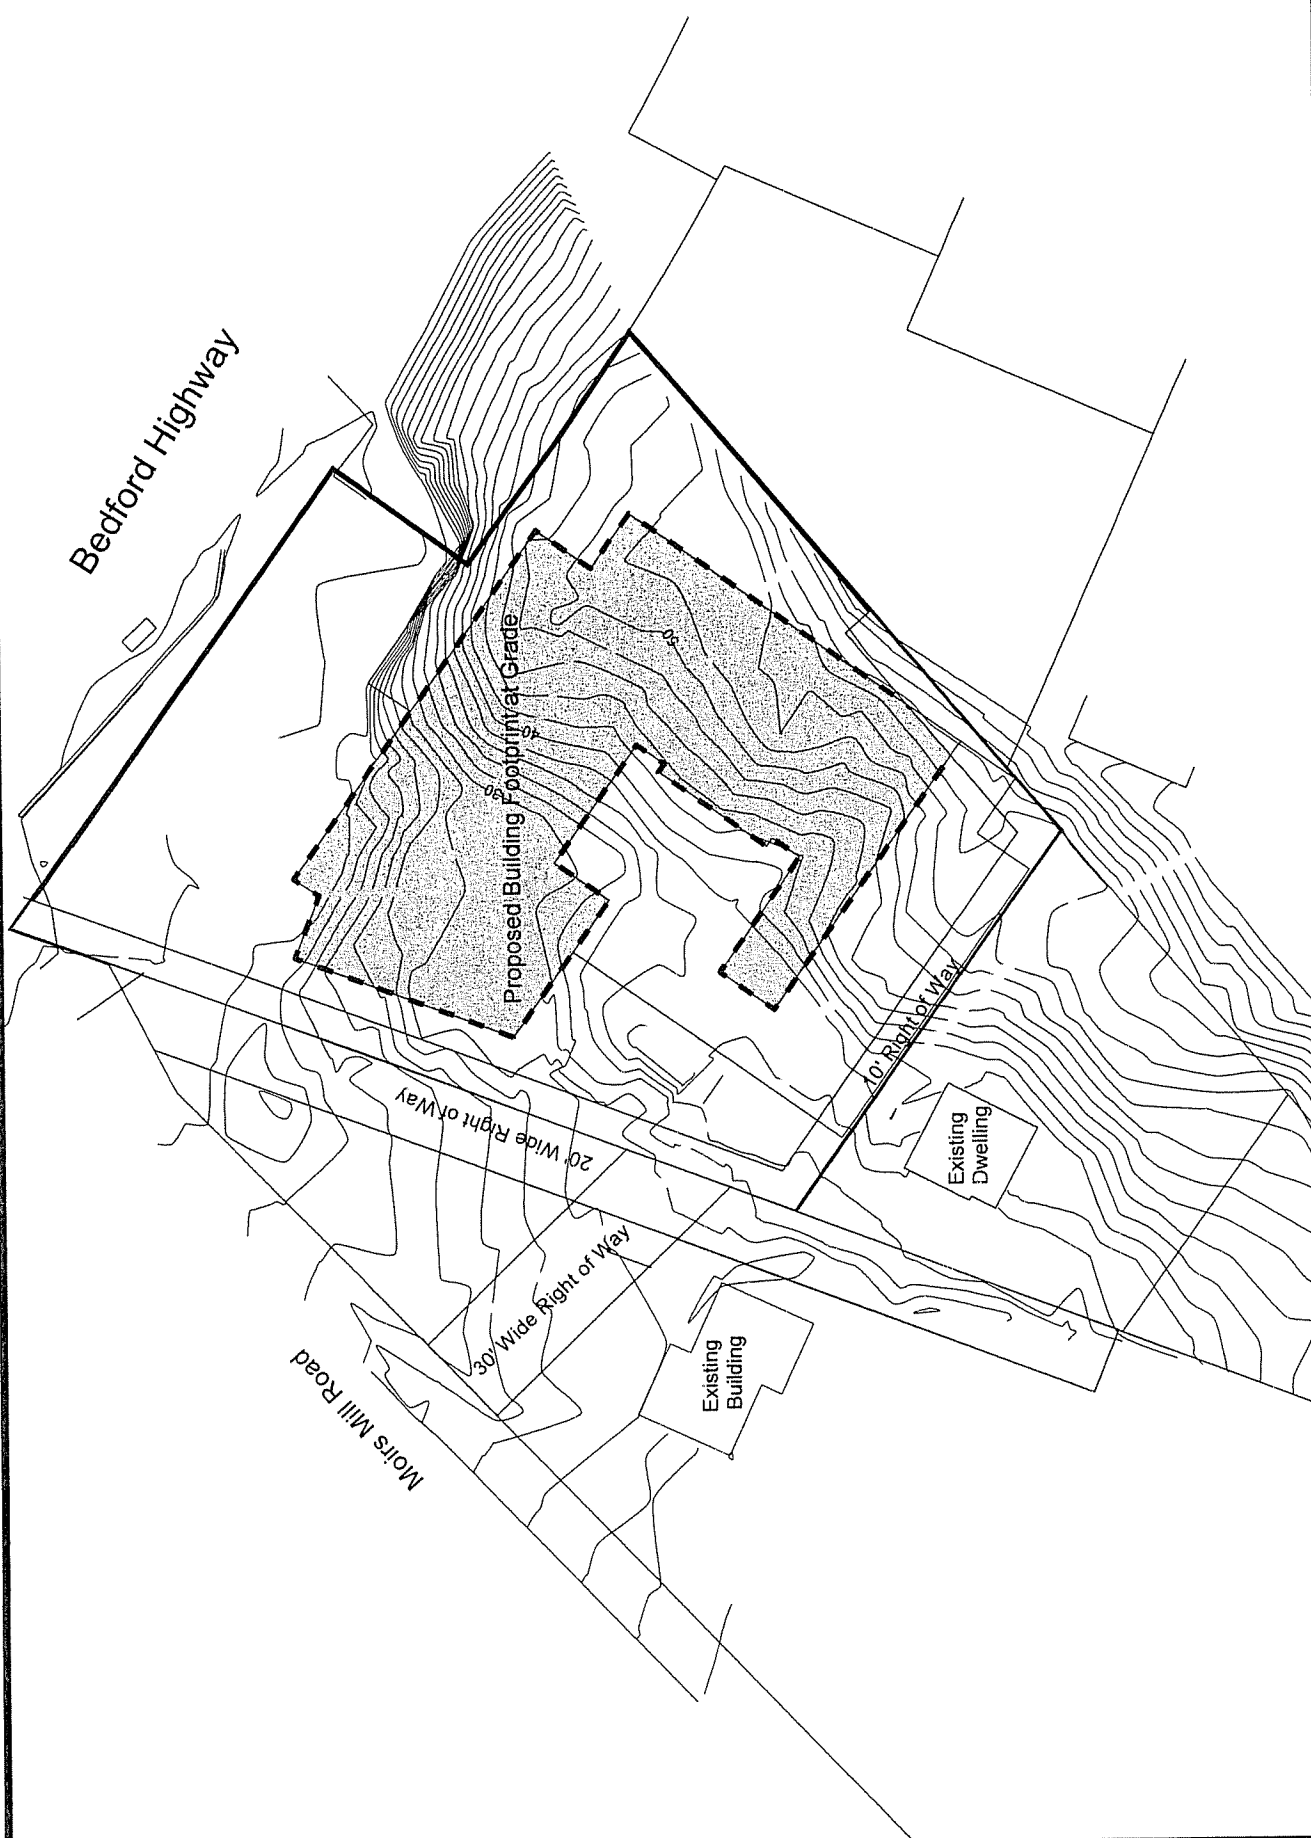 Bedford Highway
Proposed Building Footprint at Grade
50
40
30
10' Right of Way
20' Wide Right of Way
30' Wide Right of Way
Existing
Dwelling
Existing
Building
Moirs Mill Road